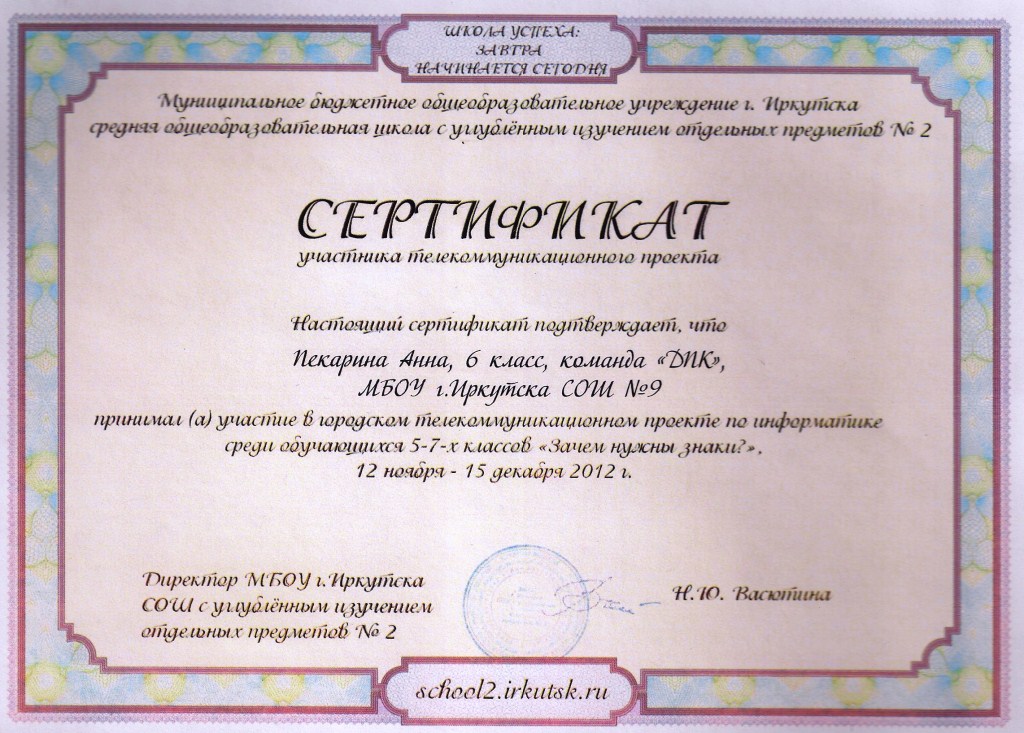 ШКОЛА УСПЕХА:
ЗАВТРА
НАЧИНАЕТСЯ СЕГОДНЯ
Муниципальное бюджетное общеобразовательное учреждение г. Иркутска
средняя общеобразовательная школа с углублённым изучением отдельных предметов № 2
СЕРТИФИКАТ
участника телекоммуникационного проекта
Настоящий сертификат подтверждает, что
Пекарина Анна, 6 класс, команда «ДПК»,
МБОУ г.Иркутска СОШ №9
принимал (а) участие в городском телекоммуникационном проекте по информатике
среди обучающихся 5-7-х классов «Зачем нужны знаки?»,
12 ноября - 15 декабря 2012 г.
Директор МБОУ г.Иркутска
СОШ с углублённым изучением
отдельных предметов № 2
Н.Ю. Васютина
school2.irkutsk.ru